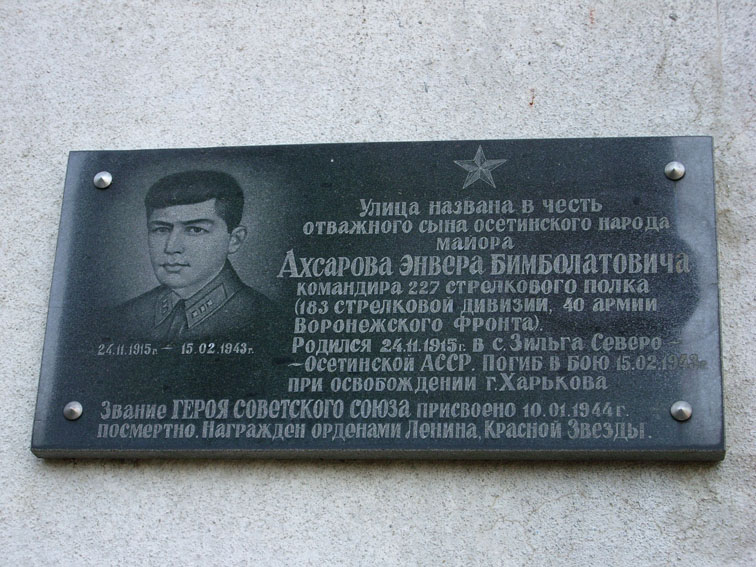 Улица названа в честь
отважного сына осетинского народа
майора
Ахсарова Энвера Бимболатовича
командира 227 стрелкового полка
(183 стрелковой дивизии, 40 армии
Воронежского фронта).
Родился 24.11.1915г. в с. Зильга Северо-
-Осетинской АССР. Погиб в бою 15.02.1943г.
при освобождении г. Харькова
24.11.1915г. — 15.02.1943г.
Звание ГЕРОЯ СОВЕТСКОГО СОЮЗА присвоено 10.01.1944г.
посмертно. Награжден орденами Ленина, Красной Звезды.